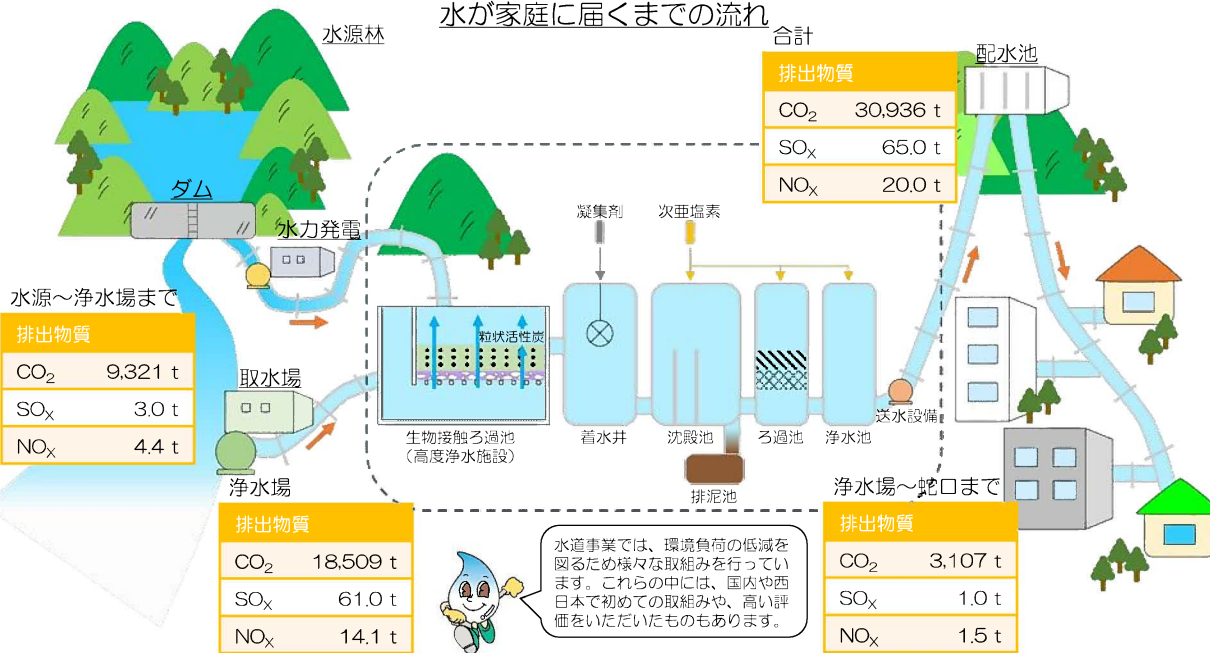 水が家庭に届くまでの流れ
水源林
合計
排出物質
CO₂ 30,936 t
SOX 65.0 t
NOX 20.0 t
配水池
ダム
水力発電
凝集剤
次亜塩素
水源～浄水場まで
排出物質
CO₂ 9,321 t
SOX 3.0 t
NOX 4.4 t
取水場
粒状活性炭
生物接触ろ過池
（高度浄水施設）
着水井
沈殿池
ろ過池
浄水池
送水設備
排泥池
浄水場
排出物質
CO₂ 18,509 t
SOX 61.0 t
NOX 14.1 t
水道事業では、環境負荷の低減を
図るため様々な取組みを行ってい
ます。これらの中には、国内や西
日本で初めての取組みや、高い評
価をいただいたものもあります。
浄水場～蛇口まで
排出物質
CO₂ 3,107 t
SOX 1.0 t
NOX 1.5 t